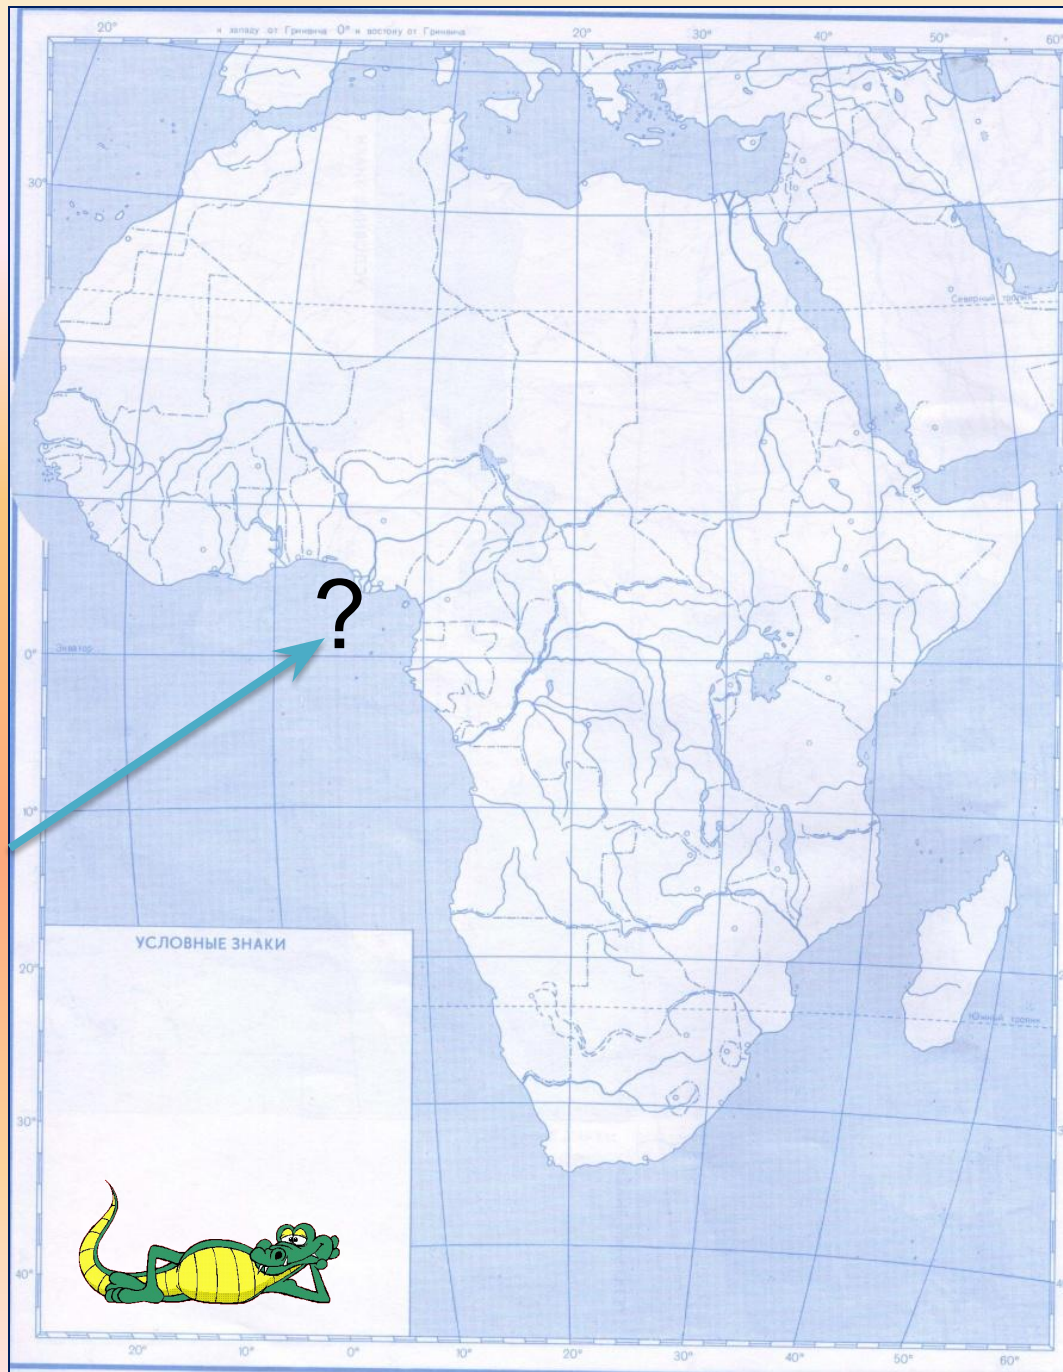 20° к западу от Гринвича 0° к востоку от Гринвича 20° 30° 40° 50° 60°
30°
Северный тропик
?
0° Экватор
10°
УСЛОВНЫЕ ЗНАКИ
20°
Южный тропик
30°
40°
20° 10° 0° 10° 20° 30° 40° 50° 60°